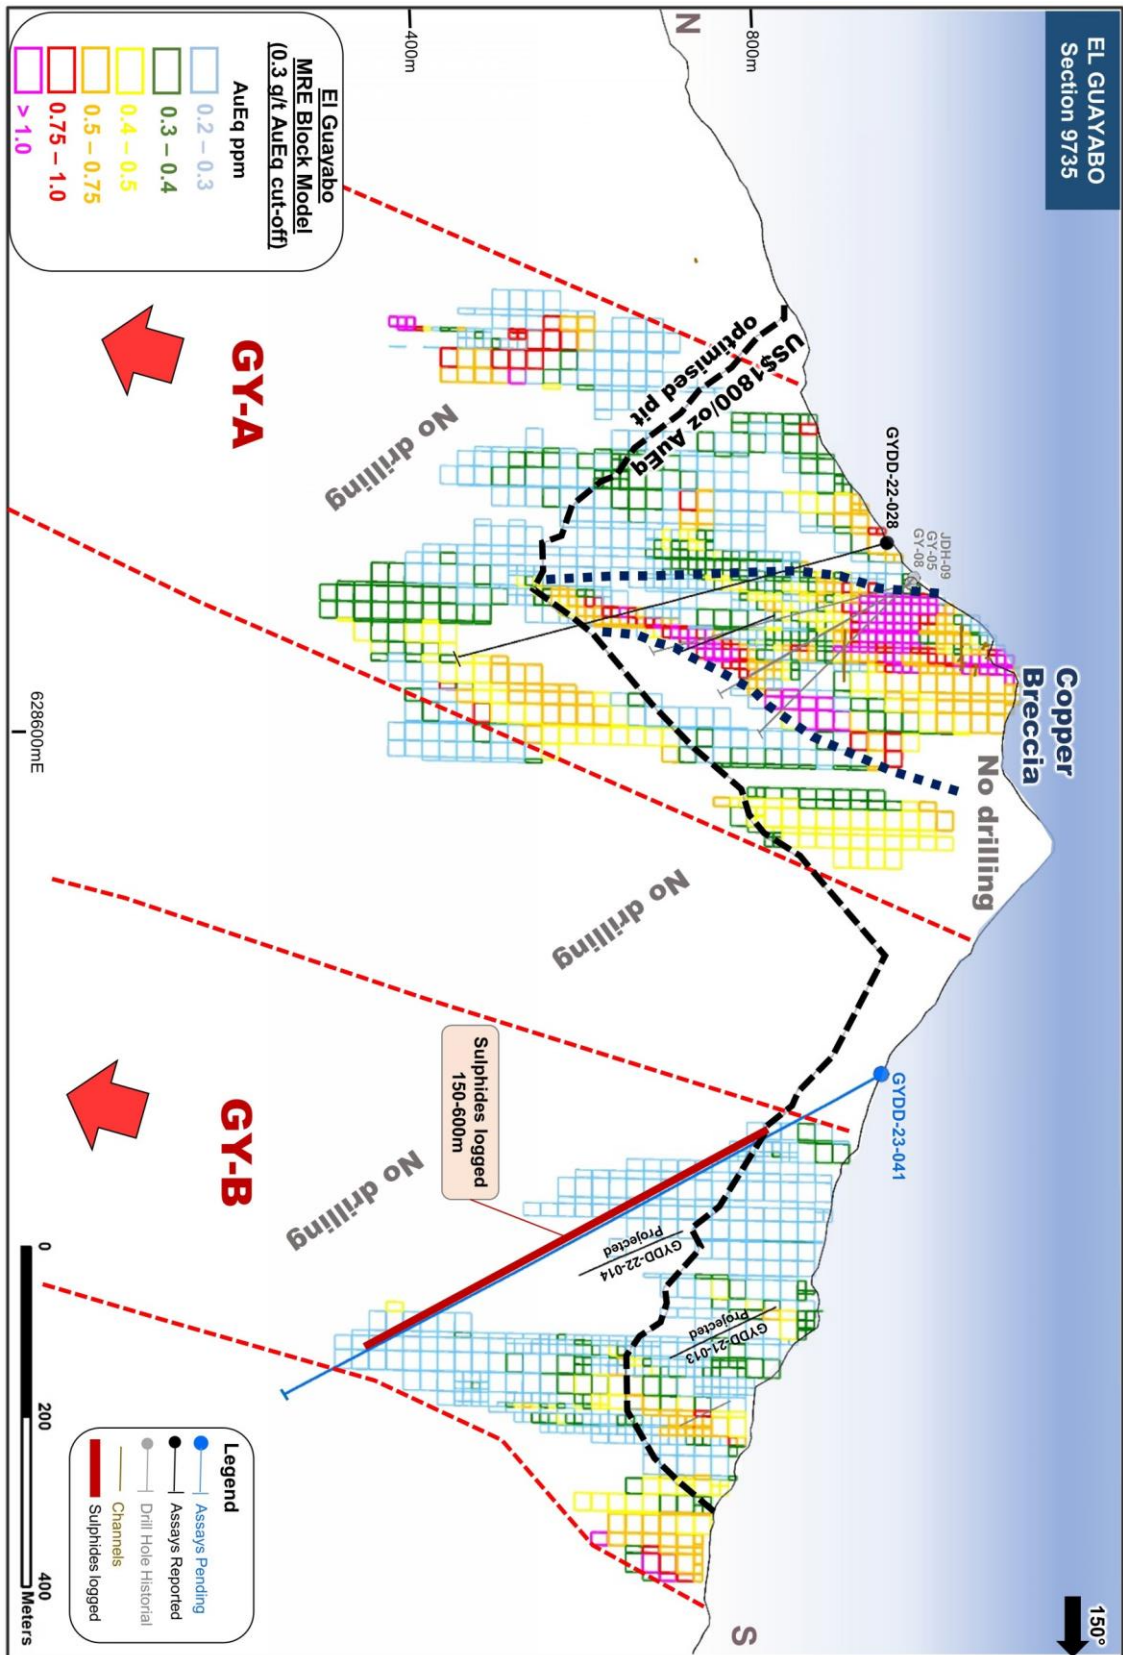 EL GUAYABO
Section 9735
150°
N
S
800m
400m
Copper
Breccia
No drilling
JDH-09
GY-05
GY-08
GYDD-22-028
GYDD-23-041
US$1800/oz AuEq
optimised pit
No drilling
No drilling
No drilling
GYDD-22-014
Projected
GYDD-21-013
Projected
Sulphides logged
150-600m
GY-A
GY-B
628600mE
El Guayabo
MRE Block Model
(0.3 g/t AuEq cut-off)
AuEq ppm
0.2 – 0.3
0.3 – 0.4
0.4 – 0.5
0.5 – 0.75
0.75 – 1.0
> 1.0
0
200
400
Meters
Legend
Assays Pending
Assays Reported
Drill Hole Historial
Channels
Sulphides logged